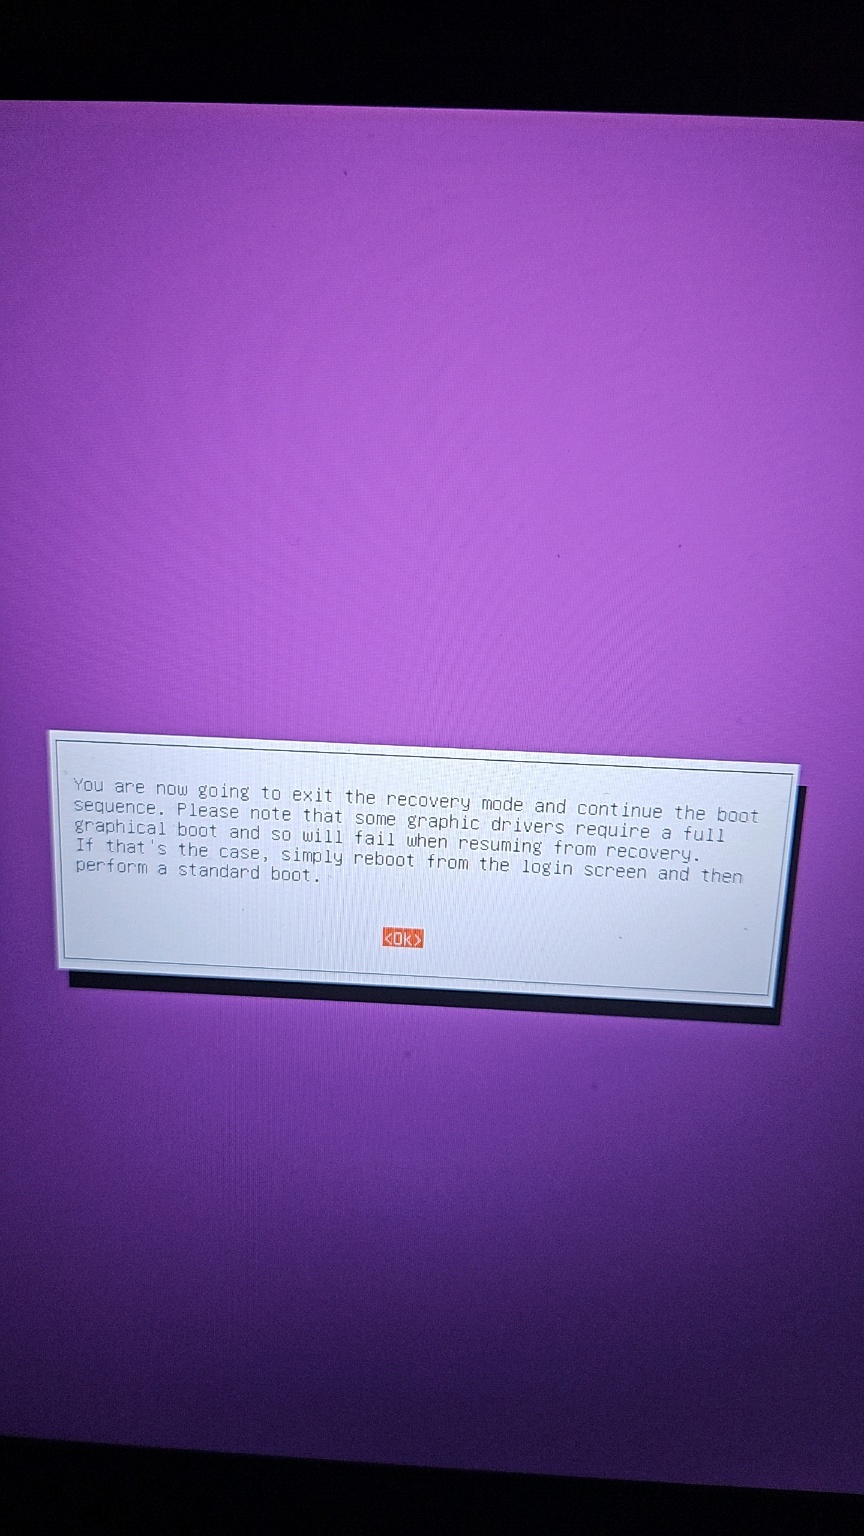 You are now going to exit the recovery mode and continue the boot
sequence. Please note that some graphic drivers require a full
graphical boot and so will fail when resuming from recovery.
If that's the case, simply reboot from the login screen and then
perform a standard boot.
<Ok>